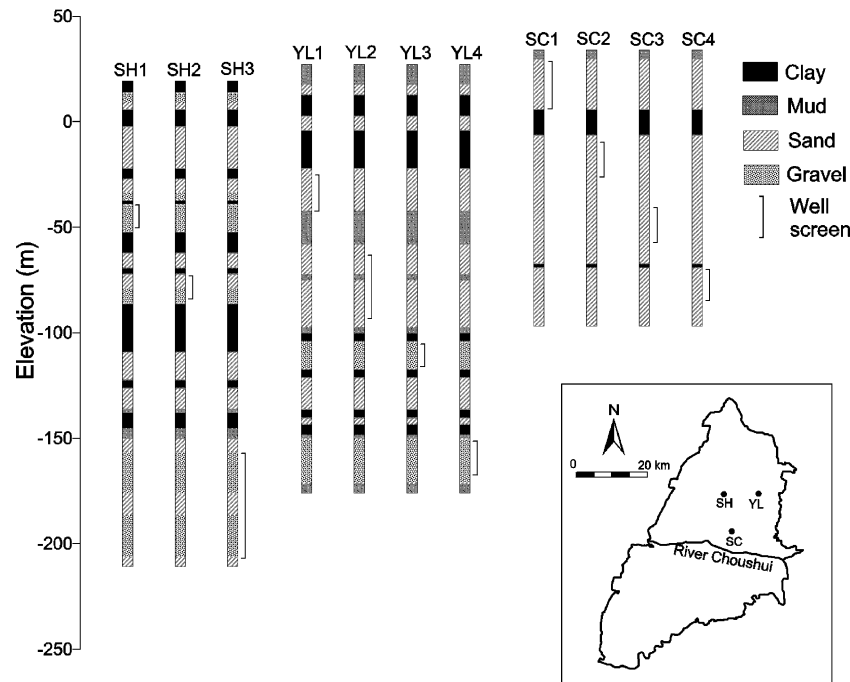 50
0
-50
-100
-150
-200
-250
Elevation (m)
SH1 SH2 SH3
YL1 YL2 YL3 YL4
SC1 SC2 SC3 SC4
Clay
Mud
Sand
Gravel
Well
screen
N
0 20 km
SH YL
SC
River Choushui